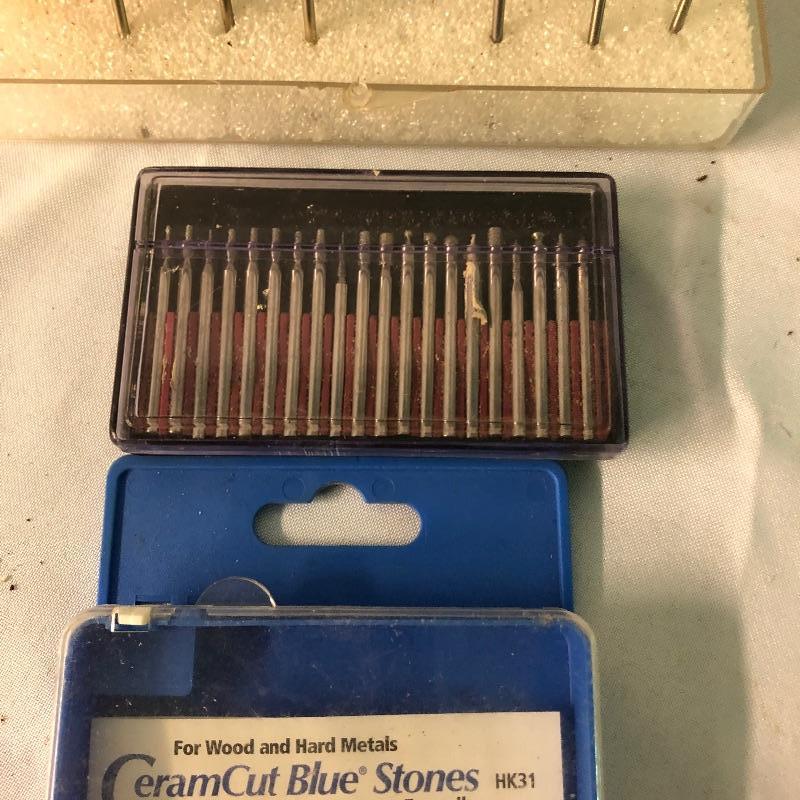 For Wood and Hard Metals
CeramCut Blue® Stones HK31